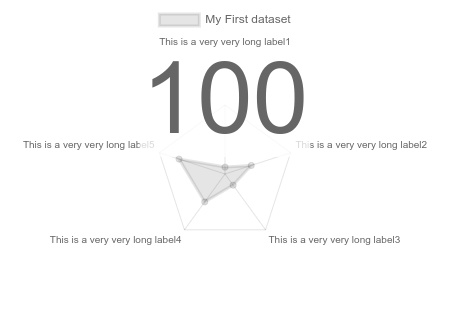 My First dataset
This is a very very long label1
100
This is a very very long label5
This is a very very long label2
This is a very very long label4
This is a very very long label3